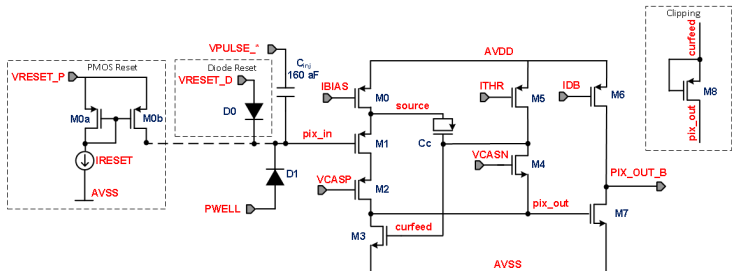 Clipping
curfeed
M8
pix_out
PMOS Reset
VRESET_P
M0a
M0b
IRESET
AVSS
Diode Reset
VRESET_D
D0
VPULSE_*
Cinj
160 aF
pix_in
D1
PWELL
AVDD
IBIAS
M0
source
Cc
M1
VCASP
M2
M3
curfeed
ITHR
M5
VCASN
M4
pix_out
IDB
M6
PIX_OUT_B
M7
AVSS